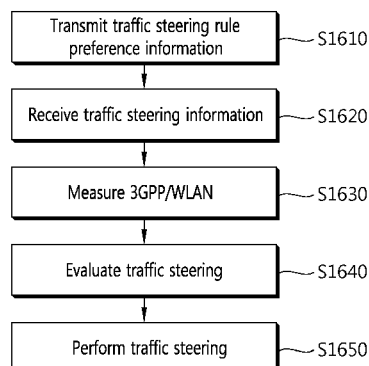 Transmit traffic steering rule
preference information
S1610
Receive traffic steering information
S1620
Measure 3GPP/WLAN
S1630
Evaluate traffic steering
S1640
Perform traffic steering
S1650